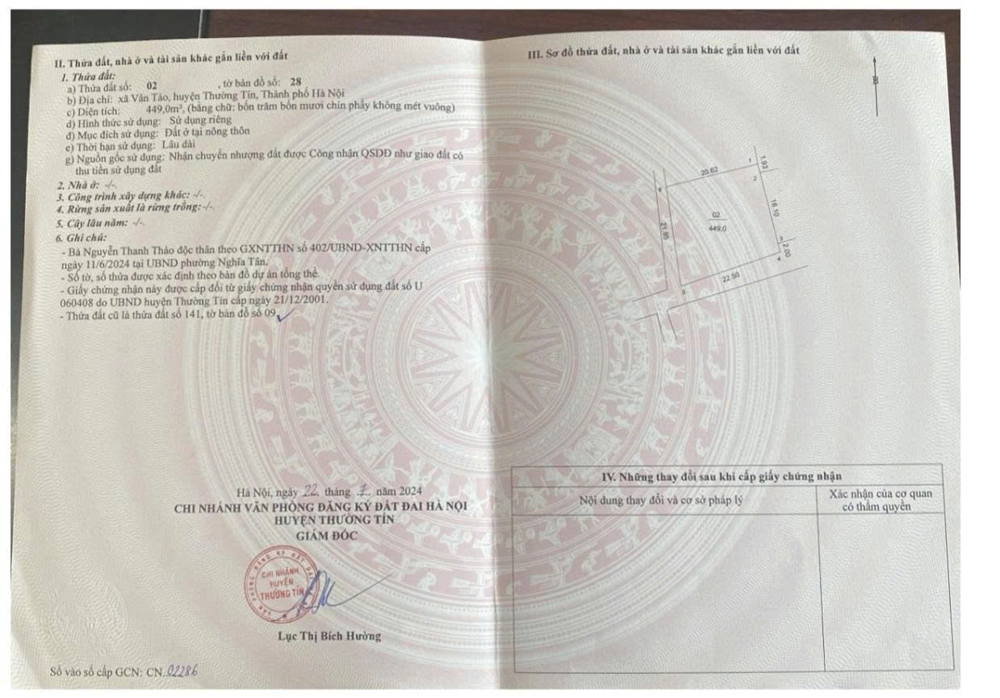 II. Thửa đất, nhà ở và tài sản khác gắn liền với đất
1. Thửa đất:
a) Thửa đất số: 02 , tờ bản đồ số: 28
b) Địa chỉ: xã Vân Tảo, huyện Thường Tín, Thành phố Hà Nội
c) Diện tích: 449,0m², (bằng chữ: bốn trăm bốn mươi chín phẩy không mét vuông)
d) Hình thức sử dụng: Sử dụng riêng
đ) Mục đích sử dụng: Đất ở tại nông thôn
e) Thời hạn sử dụng: Lâu dài
g) Nguồn gốc sử dụng: Nhận chuyển nhượng đất được Công nhận QSDĐ như giao đất có
thu tiền sử dụng đất
2. Nhà ở: -/-.
3. Công trình xây dựng khác: -/-.
4. Rừng sản xuất là rừng trồng: -/-.
5. Cây lâu năm: -/-.
6. Ghi chú:
- Bà Nguyễn Thanh Thảo độc thân theo GXNTTHN số 402/UBND-XNTTHN cấp
ngày 11/6/2024 tại UBND phường Nghĩa Tân.
- Số tờ, số thửa được xác định theo bản đồ dự án tổng thể.
- Giấy chứng nhận này được cấp đổi từ giấy chứng nhận quyền sử dụng đất số U
060408 do UBND huyện Thường Tín cấp ngày 21/12/2001.
- Thửa đất cũ là thửa đất số 141, tờ bản đồ số 09
Hà Nội, ngày 22 tháng 7 năm 2024
CHI NHÁNH VĂN PHÒNG ĐĂNG KÝ ĐẤT ĐAI HÀ NỘI
HUYỆN THƯỜNG TÍN
GIÁM ĐỐC
CHI NHÁNH
HUYỆN
THƯỜNG TÍN
Lục Thị Bích Hường
Số vào sổ cấp GCN: CN..02286
III. Sơ đồ thửa đất, nhà ở và tài sản khác gắn liền với đất
B
1
1.93
20.62
2
6
16.10
02
449,0
21.95
3
2.00
4
22.50
5
IV. Những thay đổi sau khi cấp giấy chứng nhận
Nội dung thay đổi và cơ sở pháp lý
Xác nhận của cơ quan
có thẩm quyền